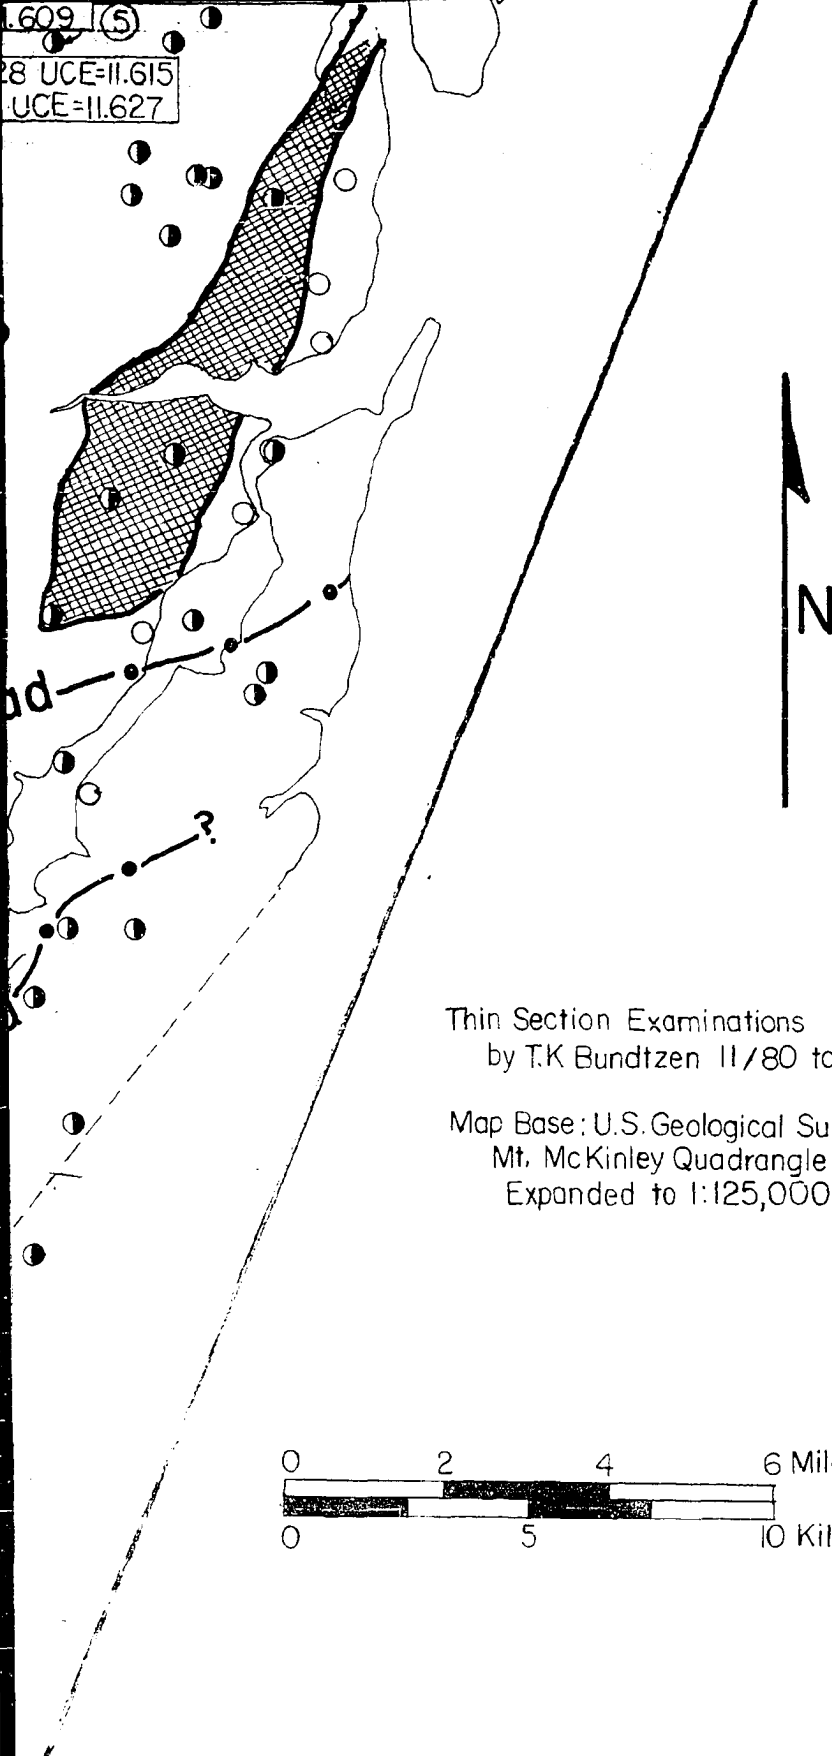 .609 5
28 UCE=11.615
UCE=11.627
N
ad
?
Thin Section Examinations
by T.K Bundtzen 11/80 to
Map Base: U.S. Geological Su
Mt. McKinley Quadrangle
Expanded to 1:125,000
0 2 4 6 Mil
0 5 10 Kil